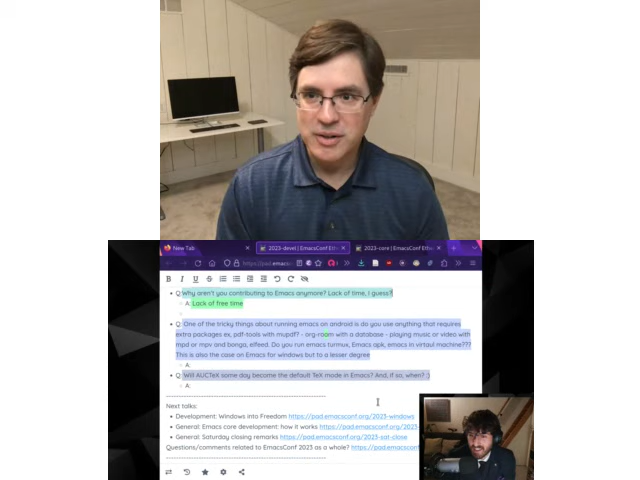 New Tab
2023-devel | EmacsConf Ethe
2023-core | EmacsConf Ethe
https://pad.emacsc
Q: Why aren't you contributing to Emacs anymore? Lack of time, I guess?
A: Lack of free time
Q: One of the tricky things about running emacs on android is do you use anything that requires
extra packages ex, pdf-tools with mupdf? - org-room with a database - playing music or video with
mpd or mpv and bongo, elfeed. Do you run emacs turmux, Emacs apk, emacs in virtaul machine???
This is also the case on Emacs for windows but to a lesser degree
A:
Q: Will AUCTeX some day become the default TeX mode in Emacs? And, if so, when? :)
A:
Next talks:
Development: Windows into Freedom https://pad.emacsconf.org/2023-windows
General: Emacs core development: how it works https://pad.emacsconf.org/2023-
General: Saturday closing remarks https://pad.emacsconf.org/2023-sat-close
Questions/comments related to EmacsConf 2023 as a whole? https://pad.emacsconf